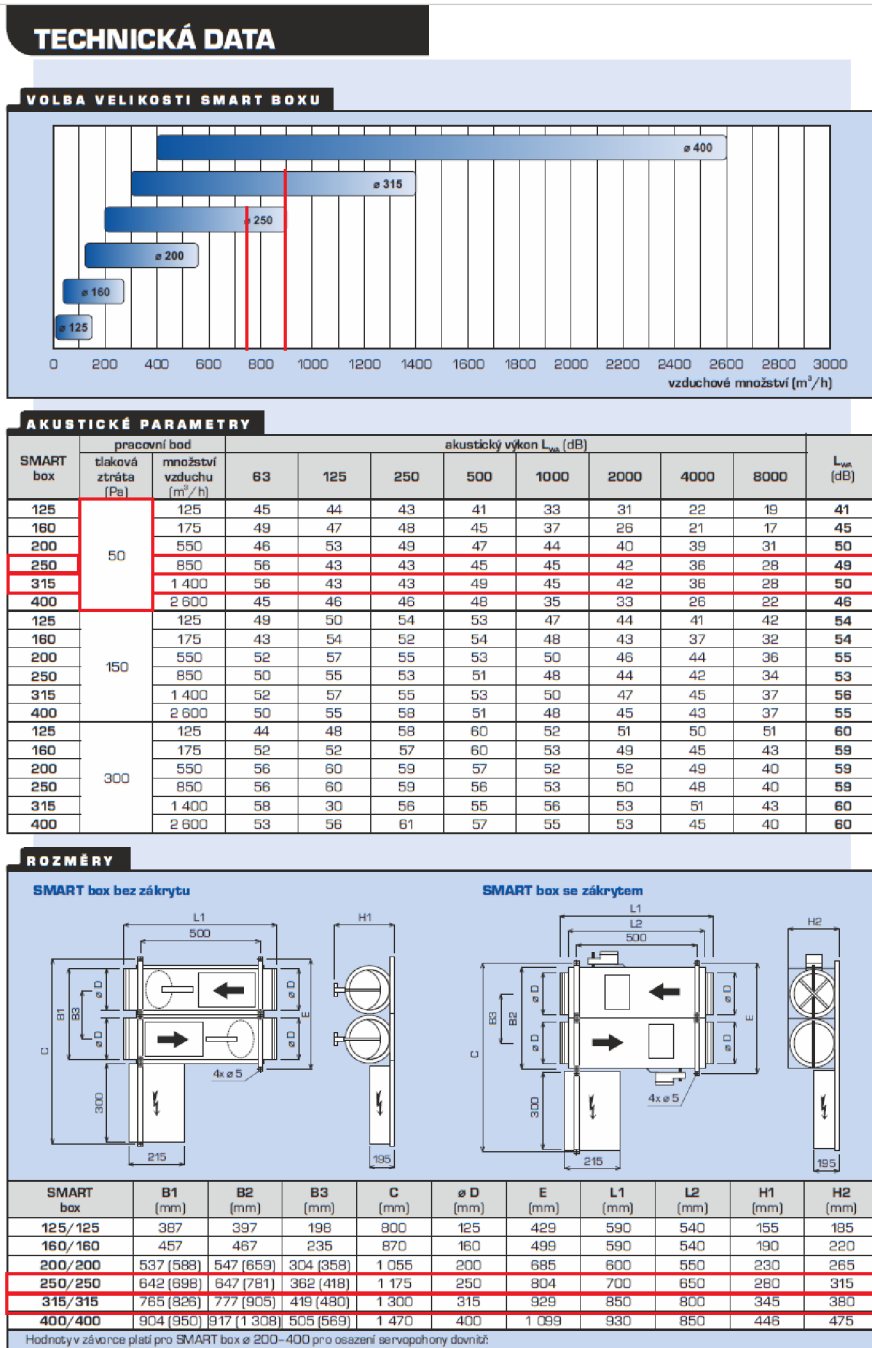 TECHNICKÁ DATA
VOLBA VELIKOSTI SMART BOXU
ø 400
ø 315
ø 250
ø 200
ø 160
ø 125
0 200 400 600 800 1000 1200 1400 1600 1800 2000 2200 2400 2600 2800 3000
vzduchové množství (m³/h)
AKUSTICKÉ PARAMETRY
SMART box pracovní bod akustický výkon LWA (dB) LWA (dB)
tlaková ztráta (Pa) množství vzduchu (m³/h) 63 125 250 500 1000 2000 4000 8000
125 125 45 44 43 41 33 31 22 19 41
160 175 49 47 48 45 37 26 21 17 45
200 550 46 53 49 47 44 40 39 31 50
50
250 850 56 43 43 45 45 42 36 28 49
315 1 400 56 43 43 49 45 42 36 28 50
400 2 600 45 46 46 48 35 33 26 22 46
125 125 49 50 54 53 47 44 41 42 54
160 175 43 54 52 54 48 43 37 32 54
200 550 52 57 55 53 50 46 44 36 55
150
250 850 50 55 53 51 48 44 42 34 53
315 1 400 52 57 55 53 50 47 45 37 56
400 2 600 50 55 58 51 48 45 43 37 55
125 125 44 48 58 60 52 51 50 51 60
160 175 52 52 57 60 53 49 45 43 59
200 550 56 60 59 57 52 52 49 40 59
300
250 850 56 60 59 56 53 50 48 40 59
315 1 400 58 30 56 55 56 53 51 43 60
400 2 600 53 56 61 57 55 53 45 40 60
ROZMĚRY
SMART box bez zákrytu
L1
500
H1
C
B1
B3
ø D
ø D
ø D
ø D
E
4x ø 5
300
215
195
SMART box se zákrytem
L1
L2
500
H2
C
B3
B2
ø D
ø D
ø D
ø D
E
4x ø 5
300
215
195
SMART box B1 (mm) B2 (mm) B3 (mm) C (mm) ø D (mm) E (mm) L1 (mm) L2 (mm) H1 (mm) H2 (mm)
125/125 387 397 198 800 125 429 590 540 155 185
160/160 457 467 235 870 160 499 590 540 190 220
200/200 537 (588) 547 (659) 304 (358) 1 055 200 685 600 550 230 265
250/250 642 (698) 647 (781) 362 (418) 1 175 250 804 700 650 280 315
315/315 765 (826) 777 (905) 419 (480) 1 300 315 929 850 800 345 380
400/400 904 (950) 917 (1 308) 505 (569) 1 470 400 1 099 930 850 446 475
Hodnoty v závorce platí pro SMART box ø 200–400 pro osazení servopohony dovnitř: